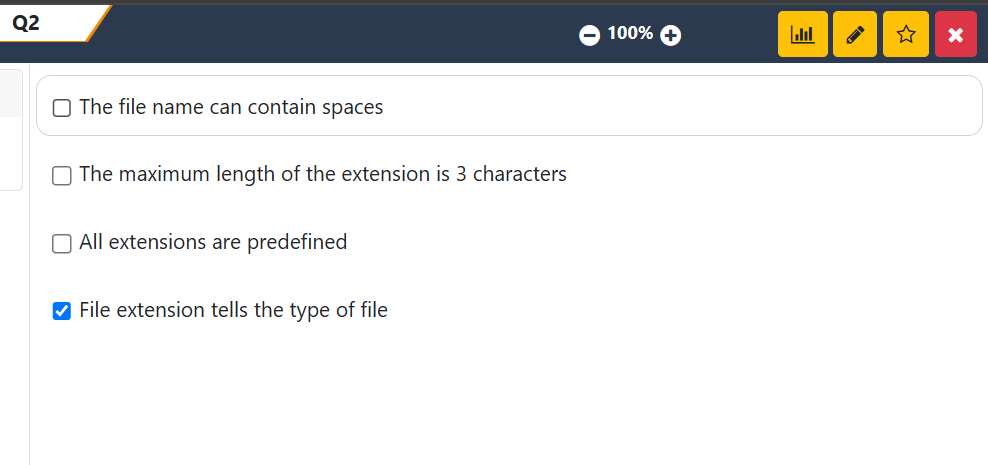 Q2
100%
The file name can contain spaces
The maximum length of the extension is 3 characters
All extensions are predefined
File extension tells the type of file